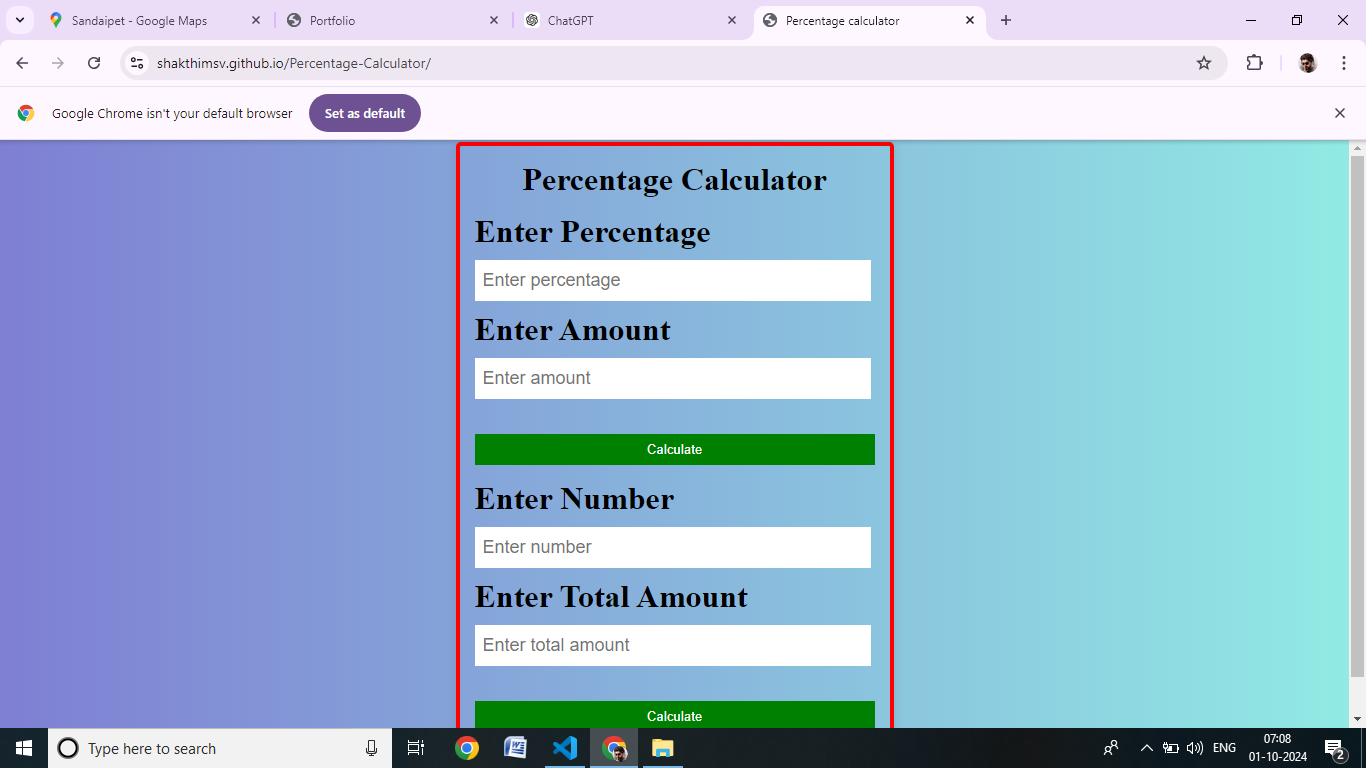 Sandaipet - Google Maps
Portfolio
ChatGPT
Percentage calculator
shakthimsv.github.io/Percentage-Calculator/
Google Chrome isn't your default browser
Set as default
Percentage Calculator
Enter Percentage
Enter percentage
Enter Amount
Enter amount
Calculate
Enter Number
Enter number
Enter Total Amount
Enter total amount
Calculate
Type here to search
ENG
07:08
01-10-2024
2